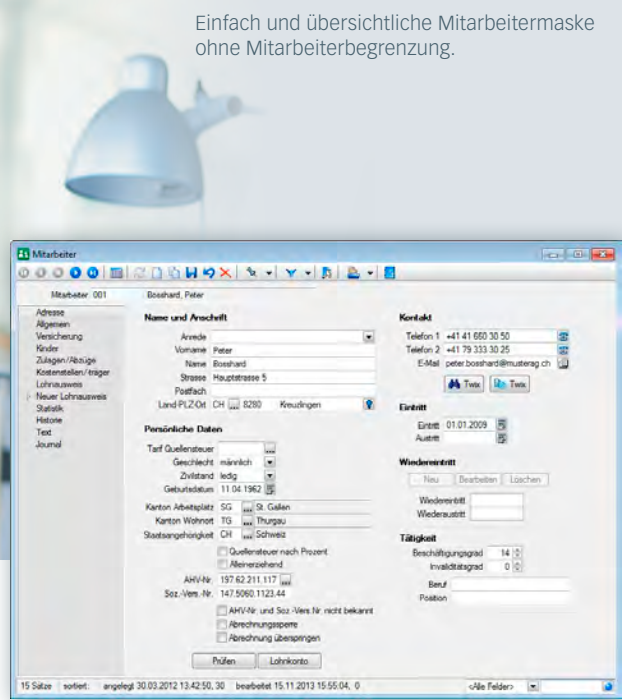 Einfach und übersichtliche Mitarbeitermaske
ohne Mitarbeiterbegrenzung.
Mitarbeiter
Mitarbeiter 001 Bosshard, Peter
Adresse
Allgemein
Versicherung
Kinder
Zulagen/Abzüge
Kostenstellen/-träger
Lohnausweis
Neuer Lohnausweis
Statistik
Historie
Text
Journal
Name und Anschrift
Anrede
Vorname Peter
Name Bosshard
Strasse Hauptstrasse 5
Postfach
Land-PLZ-Ort CH ... 8280 Kreuzlingen
Persönliche Daten
Tarif Quellensteuer ...
Geschlecht männlich
Zivilstand ledig
Geburtsdatum 11.04.1962
Kanton Arbeitsplatz SG ... St. Gallen
Kanton Wohnort TG ... Thurgau
Staatsangehörigkeit CH ... Schweiz
Quellensteuer nach Prozent
Alleinerziehend
AHV-Nr. 197.62.211.117 ...
Soz.-Vers.-Nr. 147.5060.1123.44
AHV-Nr. und Soz.-Vers.Nr. nicht bekannt
Abrechnungssperre
Abrechnung überspringen
Prüfen Lohnkonto
Kontakt
Telefon 1 +41 41 660 30 50
Telefon 2 +41 79 333 30 25
E-Mail peter.bosshard@musterag.ch
Twix Twix
Eintritt
Eintritt 01.01.2009
Austritt
Wiedereintritt
Neu Bearbeiten Löschen
Wiedereintritt
Wiederaustritt
Tätigkeit
Beschäftigungsgrad 14
Invaliditätsgrad 0
Beruf
Position
15 Sätze sortiert: angelegt 30.03.2012 13:42:50, 30 bearbeitet 15.11.2013 15:55:04, 0 <Alle Felder>